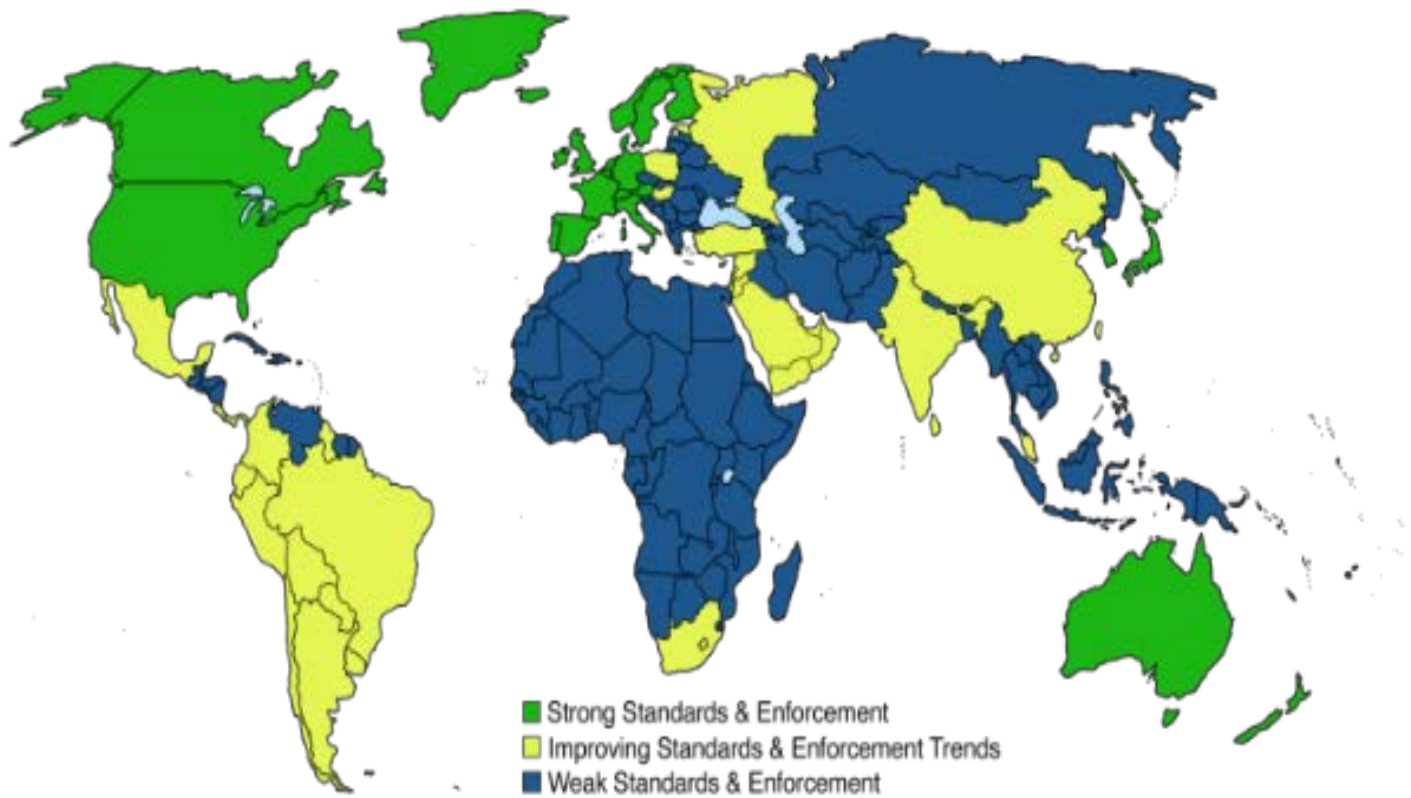 Strong Standards & Enforcement
Improving Standards & Enforcement Trends
Weak Standards & Enforcement